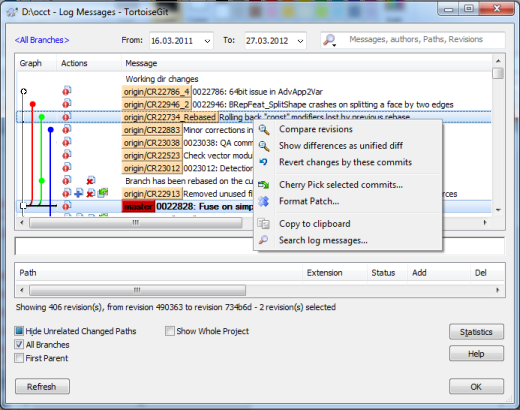 D:\occt - Log Messages - TortoiseGit
<All Branches> From: 16.03.2011 To: 27.03.2012 Messages, authors, Paths, Revisions
Graph Actions Message
Working dir changes
origin/CR22786_4 0022786: 64bit issue in AdvApp2Var
origin/CR22946_2 0022946: BRepFeat_SplitShape crashes on splitting a face by two edges
origin/CR22734_Rebased Rolling back "const" modifiers lost by previous rebase
origin/CR22883 Minor corrections in
origin/CR23038 0023038: QA comm
origin/CR22523 Check vector modul
origin/CR23012 0023012: Detection
Branch has been rebased on the cu
origin/CR22913 Removed unused fi
master 0022828: Fuse on simp
Compare revisions
Show differences as unified diff
Revert changes by these commits
Cherry Pick selected commits...
Format Patch...
Copy to clipboard
Search log messages...
Path Extension Status Add Del
Showing 406 revision(s), from revision 490363 to revision 734b6d - 2 revision(s) selected
Hide Unrelated Changed Paths Show Whole Project Statistics
All Branches
First Parent Help
Refresh OK